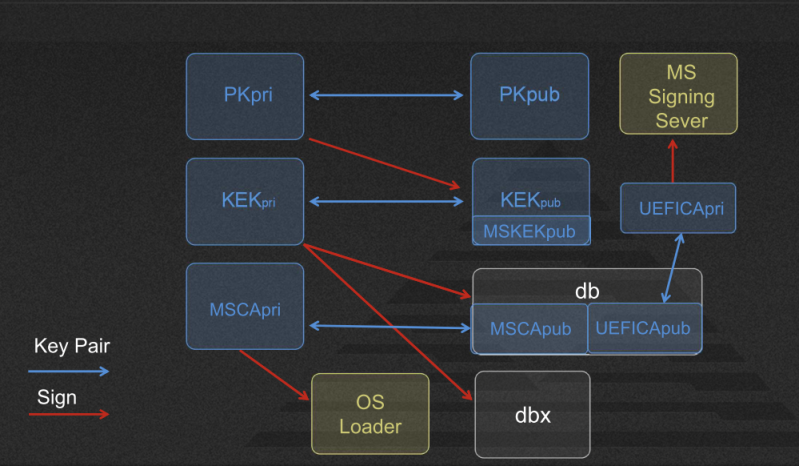 PKpri
PKpub
MS
Signing
Sever
KEKpri
KEKpub
MSKEKpub
UEFICApri
MSCApri
db
MSCApub
UEFICApub
Key Pair
Sign
OS
Loader
dbx